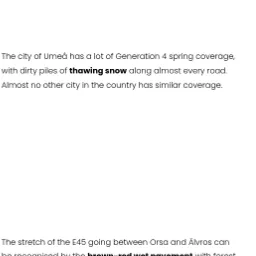 The city of Umeå has a lot of Generation 4 spring coverage,
with dirty piles of thawing snow along almost every road.
Almost no other city in the country has similar coverage.
The stretch of the E45 going between Orsa and Älvros can
be recognised by the brown-red wet pavement with forest